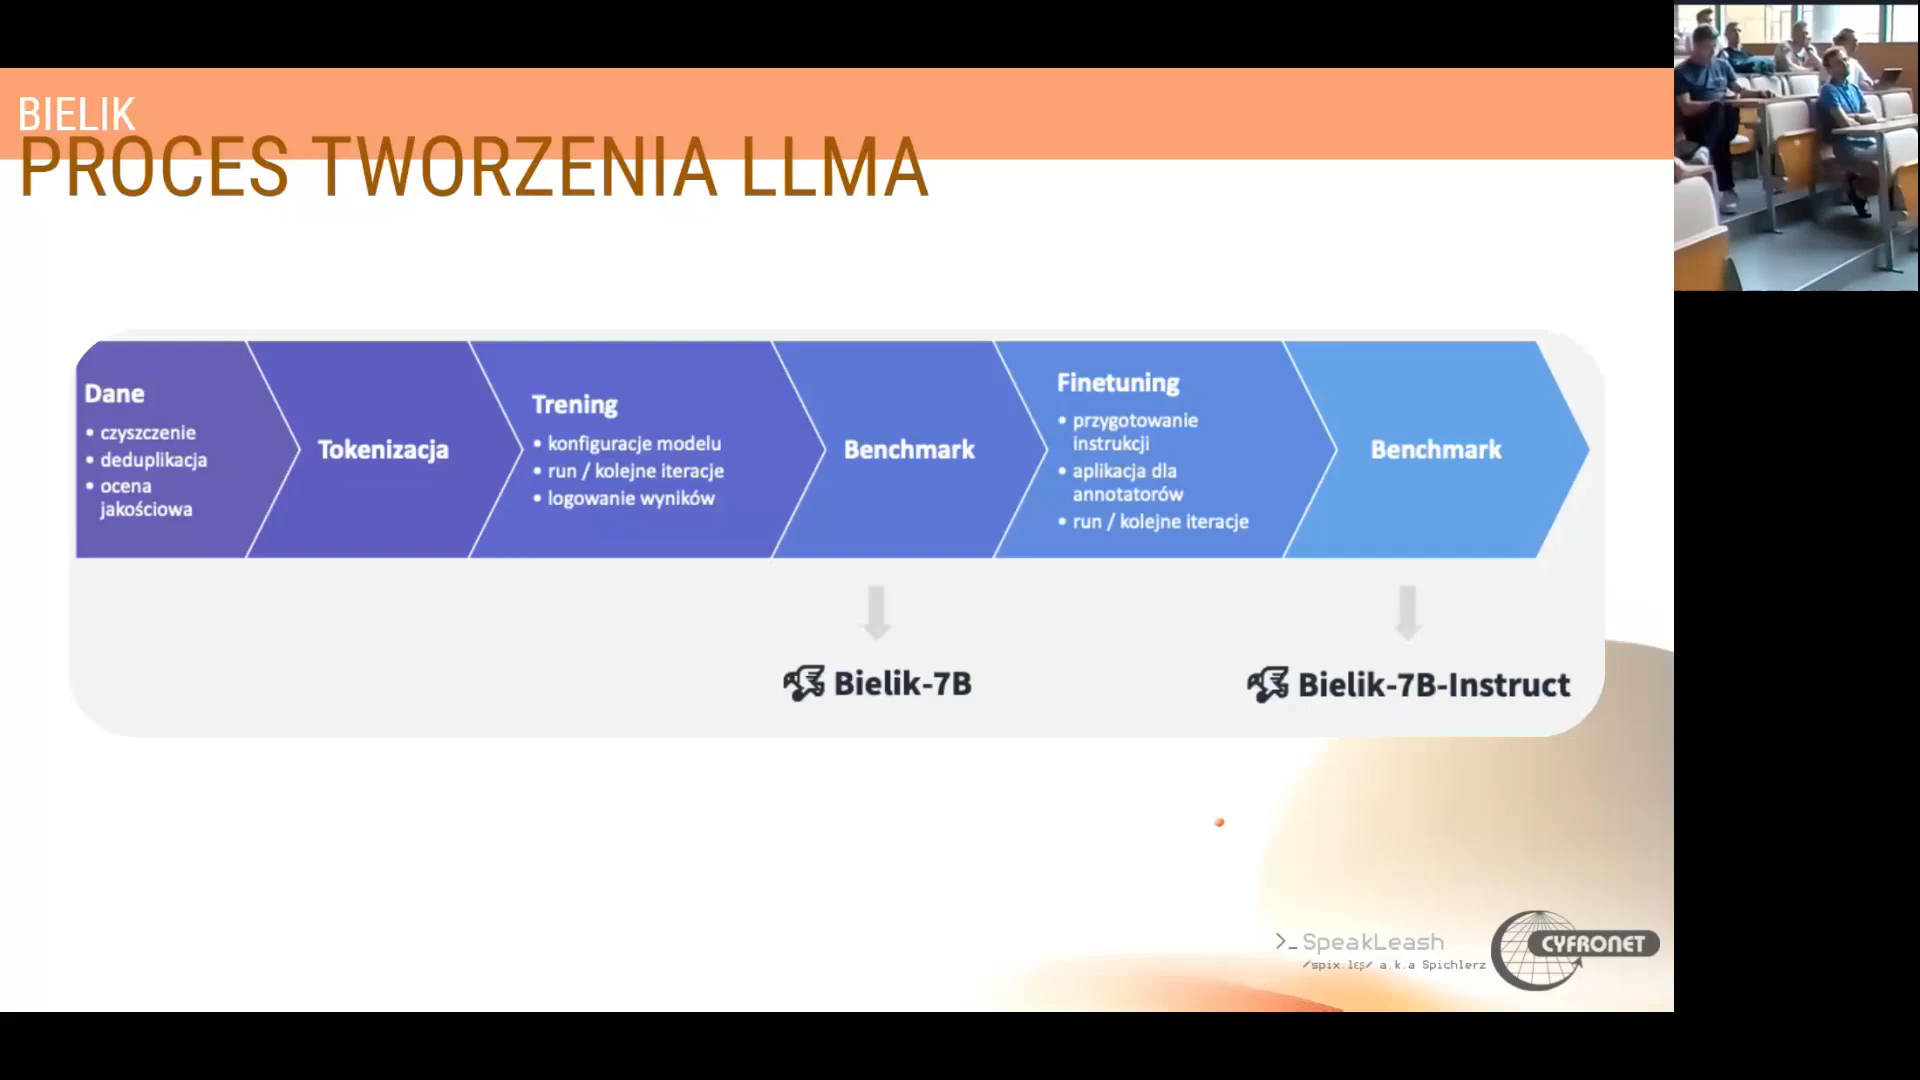 BIELIK
PROCES TWORZENIA LLMA
Dane
• czyszczenie
• deduplikacja
• ocena
jakościowa
Tokenizacja
Trening
• konfiguracje modelu
• run / kolejne iteracje
• logowanie wyników
Benchmark
Finetuning
• przygotowanie
instrukcji
• aplikacja dla
annotatorów
• run / kolejne iteracje
Benchmark
Bielik-7B
Bielik-7B-Instruct
>_ SpeakLeash
/spix.lɛʂ/ a.k.a Spichlerz
CYFRONET